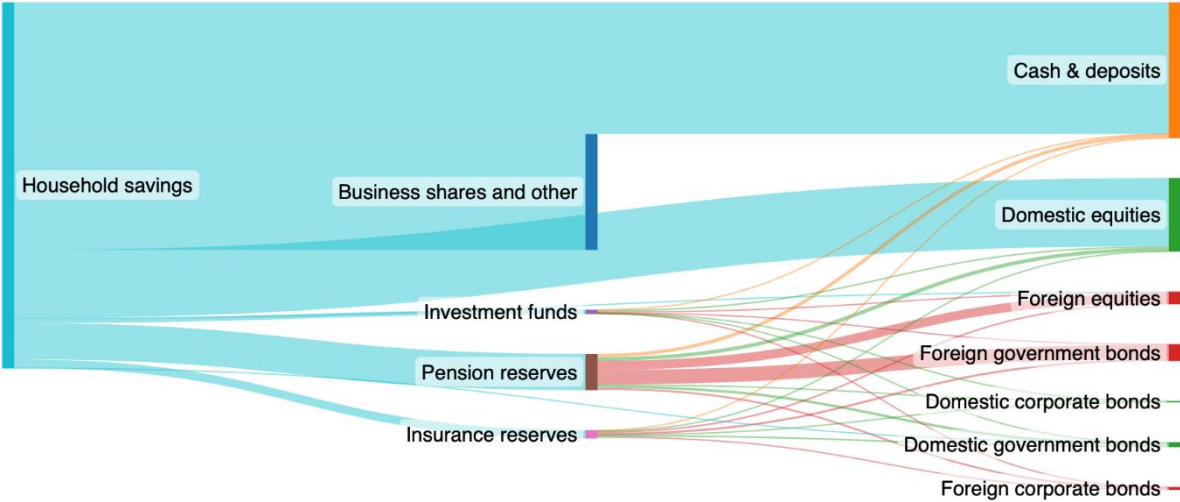 Household savings
Business shares and other
Investment funds
Pension reserves
Insurance reserves
Cash & deposits
Domestic equities
Foreign equities
Foreign government bonds
Domestic corporate bonds
Domestic government bonds
Foreign corporate bonds